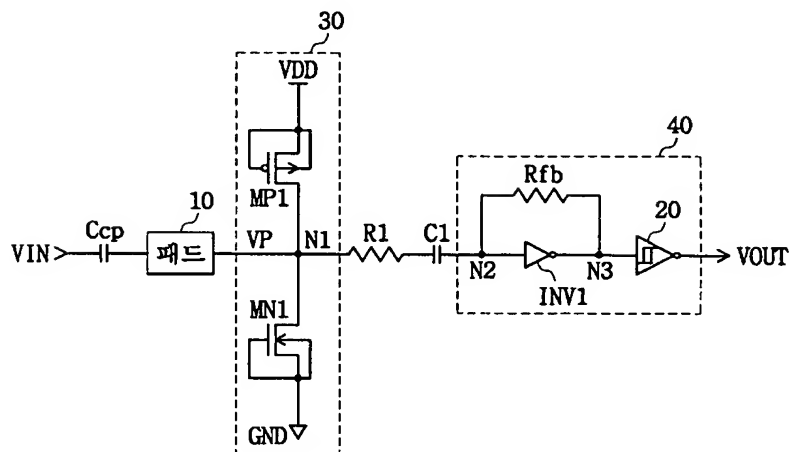 30
VDD
40
Rfb
MP1
10
20
Ccp
VP
N1
R1
C1
VIN
패드
N2
N3
VOUT
INV1
MN1
GND